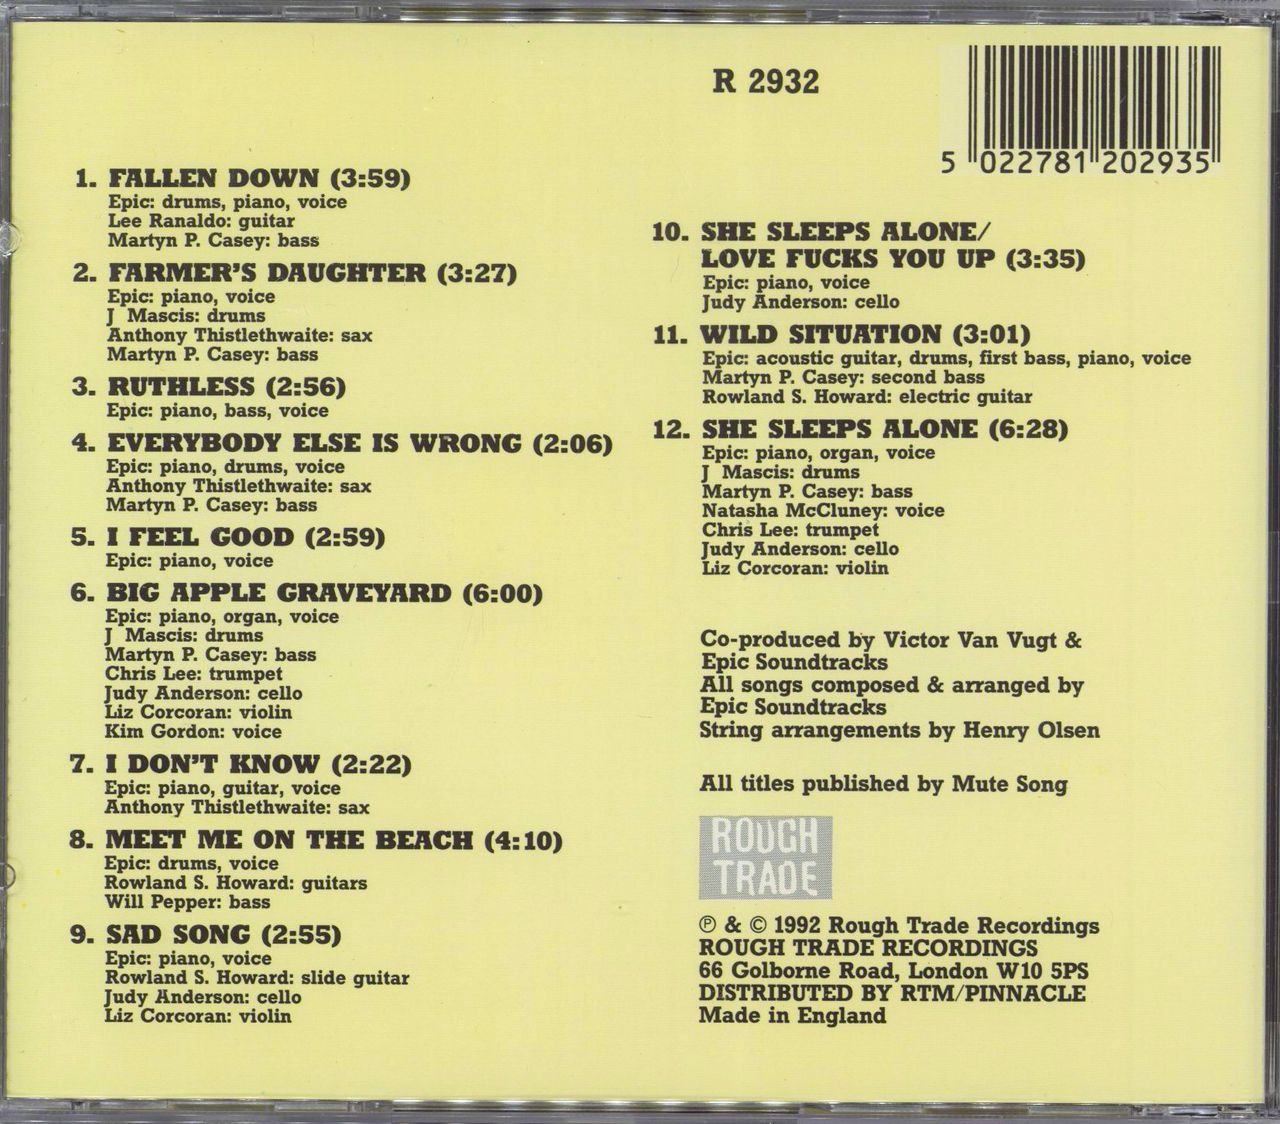 R 2932
5 022781 202935
1. FALLEN DOWN (3:59)
Epic: drums, piano, voice
Lee Ranaldo: guitar
Martyn P. Casey: bass
2. FARMER'S DAUGHTER (3:27)
Epic: piano, voice
J Mascis: drums
Anthony Thistlethwaite: sax
Martyn P. Casey: bass
3. RUTHLESS (2:56)
Epic: piano, bass, voice
4. EVERYBODY ELSE IS WRONG (2:06)
Epic: piano, drums, voice
Anthony Thistlethwaite: sax
Martyn P. Casey: bass
5. I FEEL GOOD (2:59)
Epic: piano, voice
6. BIG APPLE GRAVEYARD (6:00)
Epic: piano, organ, voice
J Mascis: drums
Martyn P. Casey: bass
Chris Lee: trumpet
Judy Anderson: cello
Liz Corcoran: violin
Kim Gordon: voice
7. I DON'T KNOW (2:22)
Epic: piano, guitar, voice
Anthony Thistlethwaite: sax
8. MEET ME ON THE BEACH (4:10)
Epic: drums, voice
Rowland S. Howard: guitars
Will Pepper: bass
9. SAD SONG (2:55)
Epic: piano, voice
Rowland S. Howard: slide guitar
Judy Anderson: cello
Liz Corcoran: violin
10. SHE SLEEPS ALONE/
LOVE FUCKS YOU UP (3:35)
Epic: piano, voice
Judy Anderson: cello
11. WILD SITUATION (3:01)
Epic: acoustic guitar, drums, first bass, piano, voice
Martyn P. Casey: second bass
Rowland S. Howard: electric guitar
12. SHE SLEEPS ALONE (6:28)
Epic: piano, organ, voice
J Mascis: drums
Martyn P. Casey: bass
Natasha McCluney: voice
Chris Lee: trumpet
Judy Anderson: cello
Liz Corcoran: violin
Co-produced by Victor Van Vugt &
Epic Soundtracks
All songs composed & arranged by
Epic Soundtracks
String arrangements by Henry Olsen
All titles published by Mute Song
ROUGH
TRADE
℗ & © 1992 Rough Trade Recordings
ROUGH TRADE RECORDINGS
66 Golborne Road, London W10 5PS
DISTRIBUTED BY RTM/PINNACLE
Made in England